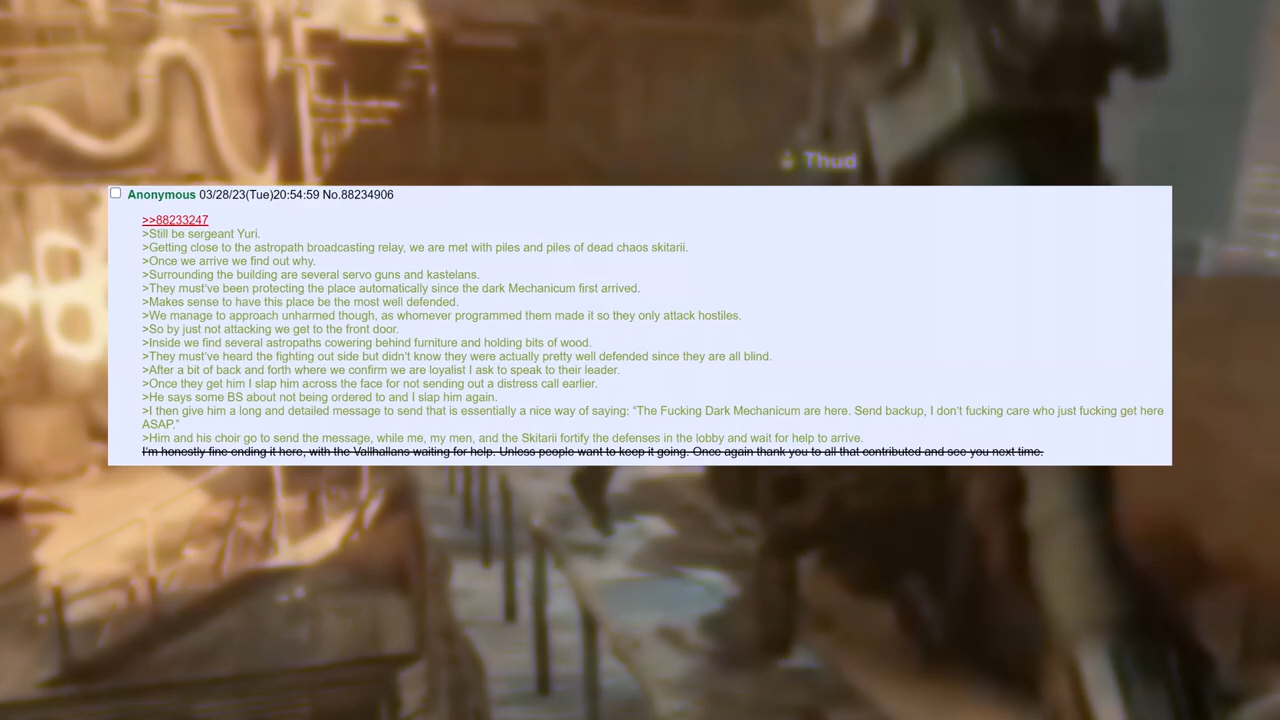 Thud
Anonymous 03/28/23(Tue)20:54:59 No.88234906
>>88233247
>Still be sergeant Yuri.
>Getting close to the astropath broadcasting relay, we are met with piles and piles of dead chaos skitarii.
>Once we arrive we find out why.
>Surrounding the building are several servo guns and kastelans.
>They must've been protecting the place automatically since the dark Mechanicum first arrived.
>Makes sense to have this place be the most well defended.
>We manage to approach unharmed though, as whomever programmed them made it so they only attack hostiles.
>So by just not attacking we get to the front door.
>Inside we find several astropaths cowering behind furniture and holding bits of wood.
>They must've heard the fighting out side but didn't know they were actually pretty well defended since they are all blind.
>After a bit of back and forth where we confirm we are loyalist I ask to speak to their leader.
>Once they get him I slap him across the face for not sending out a distress call earlier.
>He says some BS about not being ordered to and I slap him again.
>I then give him a long and detailed message to send that is essentially a nice way of saying: “The Fucking Dark Mechanicum are here. Send backup, I don't fucking care who just fucking get here
ASAP.”
>Him and his choir go to send the message, while me, my men, and the Skitarii fortify the defenses in the lobby and wait for help to arrive.
I'm honestly fine ending it here, with the Vallhallans waiting for help. Unless people want to keep it going. Once again thank you to all that contributed and see you next time.